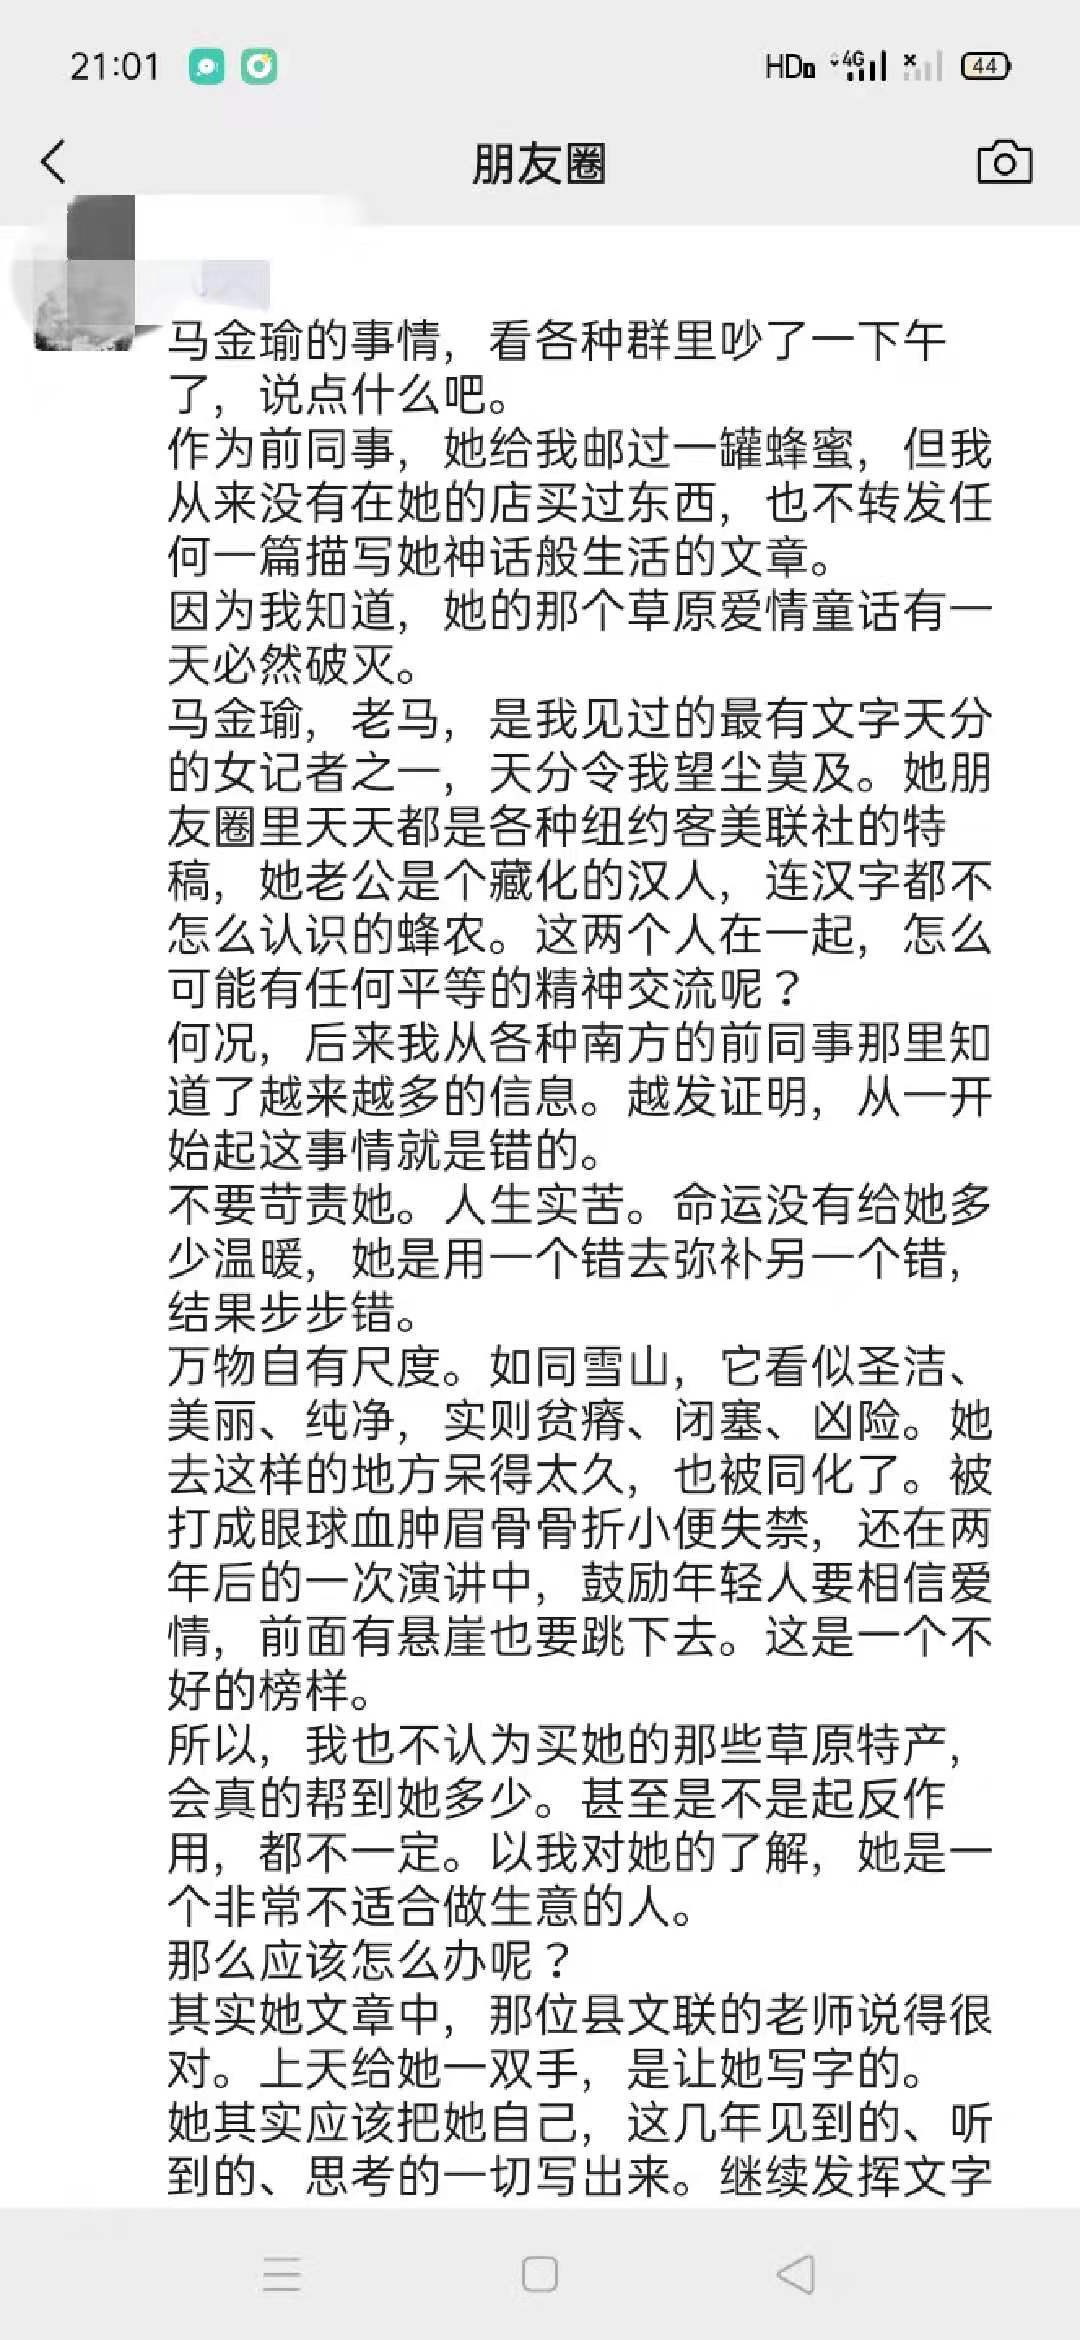 21:01
HD 4G 44
朋友圈
马金瑜的事情，看各种群里吵了一下午
了，说点什么吧。
作为前同事，她给我邮过一罐蜂蜜，但我
从来没有在她的店买过东西，也不转发任
何一篇描写她神话般生活的文章。
因为我知道，她的那个草原爱情童话有一
天必然破灭。
马金瑜，老马，是我见过的最有文字天分
的女记者之一，天分令我望尘莫及。她朋
友圈里天天都是各种纽约客美联社的特
稿，她老公是个藏化的汉人，连汉字都不
怎么认识的蜂农。这两个人在一起，怎么
可能有任何平等的精神交流呢？
何况，后来我从各种南方的前同事那里知
道了越来越多的信息。越发证明，从一开
始起这事情就是错的。
不要苛责她。人生实苦。命运没有给她多
少温暖，她是用一个错去弥补另一个错，
结果步步错。
万物自有尺度。如同雪山，它看似圣洁、
美丽、纯净，实则贫瘠、闭塞、凶险。她
去这样的地方呆得太久，也被同化了。被
打成眼球血肿眉骨骨折小便失禁，还在两
年后的一次演讲中，鼓励年轻人要相信爱
情，前面有悬崖也要跳下去。这是一个不
好的榜样。
所以，我也不认为买她的那些草原特产，
会真的帮到她多少。甚至是不是起反作
用，都不一定。以我对她的了解，她是一
个非常不适合做生意的人。
那么应该怎么办呢？
其实她文章中，那位县文联的老师说得很
对。上天给她一双手，是让她写字的。
她其实应该把她自己，这几年见到的、听
到的、思考的一切写出来。继续发挥文字